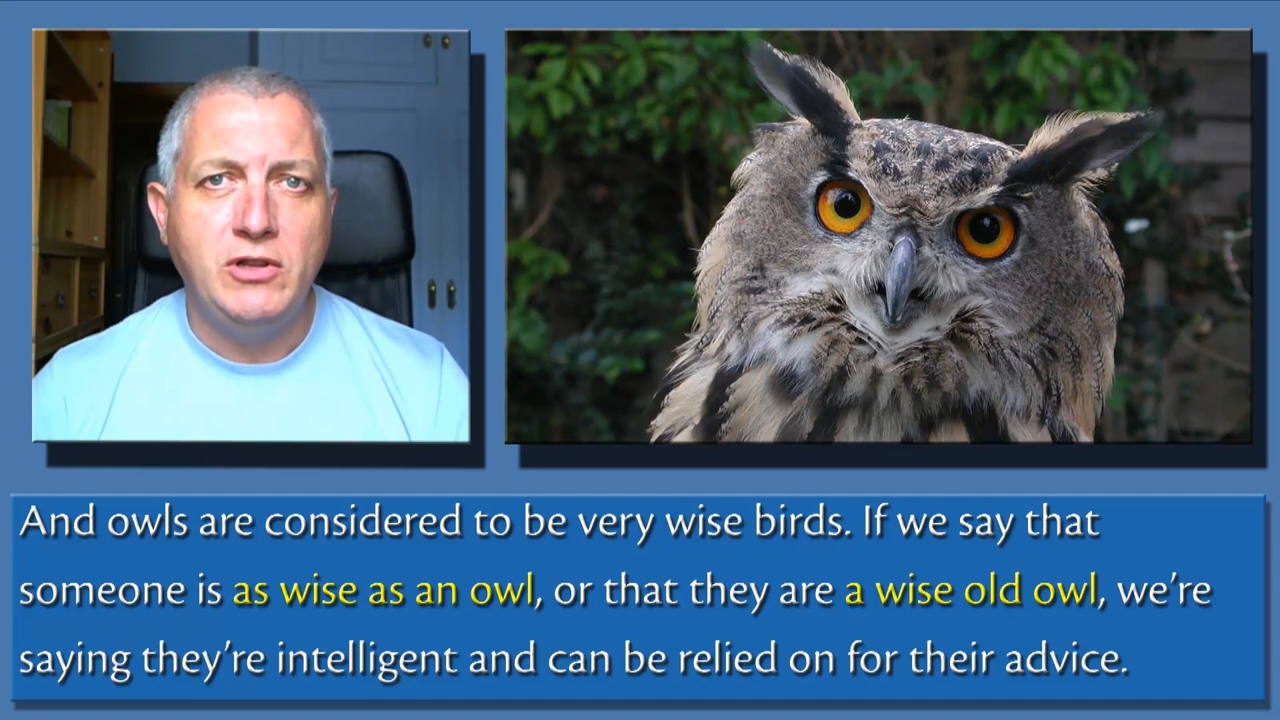 And owls are considered to be very wise birds. If we say that
someone is as wise as an owl, or that they are a wise old owl, we're
saying they're intelligent and can be relied on for their advice.